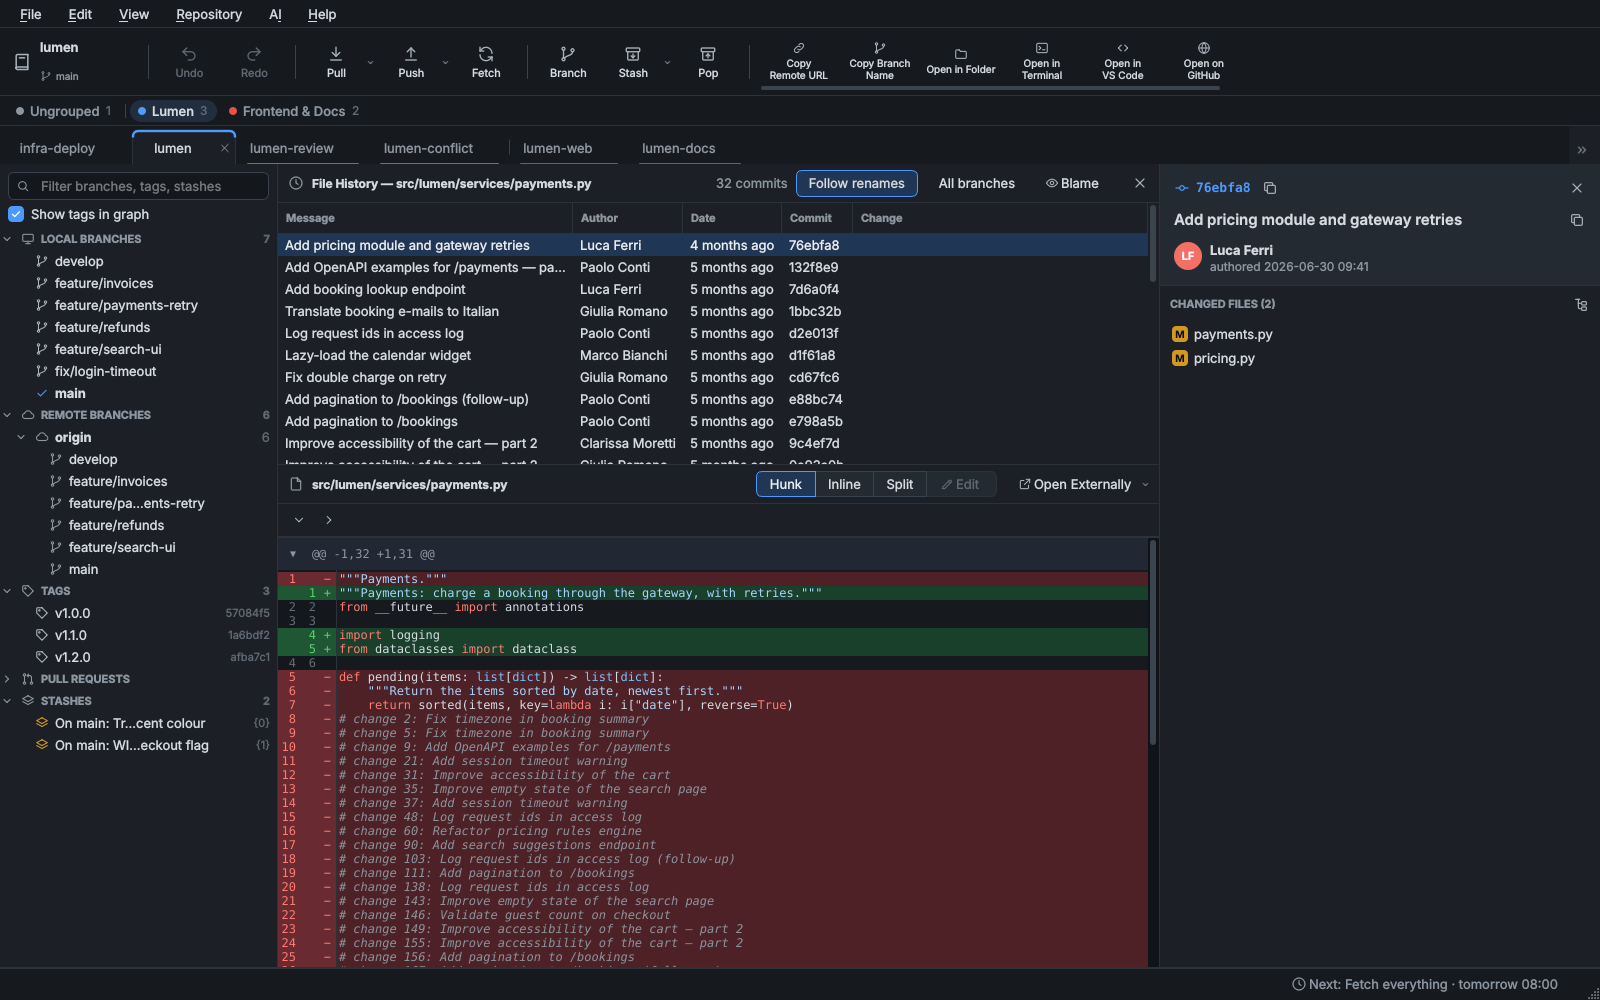 File Edit View Repository AI Help
lumen
main
Undo Redo Pull Push Fetch Branch Stash Pop
Copy Remote URL
Copy Branch Name
Open in Folder
Open in Terminal
Open in VS Code
Open on GitHub
Ungrouped 1 Lumen 3 Frontend & Docs 2
infra-deploy lumen lumen-review lumen-conflict lumen-web lumen-docs
Filter branches, tags, stashes
Show tags in graph
LOCAL BRANCHES 7
develop
feature/invoices
feature/payments-retry
feature/refunds
feature/search-ui
fix/login-timeout
main
REMOTE BRANCHES 6
origin 6
develop
feature/invoices
feature/pa...ents-retry
feature/refunds
feature/search-ui
main
TAGS 3
v1.0.0 57084f5
v1.1.0 1a6bdf2
v1.2.0 afba7c1
PULL REQUESTS
STASHES 2
On main: Tr...cent colour {0}
On main: WI...eckout flag {1}
File History — src/lumen/services/payments.py 32 commits Follow renames All branches Blame
Message Author Date Commit Change
Add pricing module and gateway retries Luca Ferri 4 months ago 76ebfa8
Add OpenAPI examples for /payments — pa... Paolo Conti 5 months ago 132f8e9
Add booking lookup endpoint Luca Ferri 5 months ago 7d6a0f4
Translate booking e-mails to Italian Giulia Romano 5 months ago 1bbc32b
Log request ids in access log Paolo Conti 5 months ago d2e013f
Lazy-load the calendar widget Marco Bianchi 5 months ago d1f61a8
Fix double charge on retry Giulia Romano 5 months ago cd67fc6
Add pagination to /bookings (follow-up) Paolo Conti 5 months ago e88bc74
Add pagination to /bookings Paolo Conti 5 months ago e798a5b
Improve accessibility of the cart — part 2 Clarissa Moretti 5 months ago 9c4ef7d
src/lumen/services/payments.py Hunk Inline Split Edit Open Externally
@@ -1,32 +1,31 @@
1 − """Payments."""
1 + """Payments: charge a booking through the gateway, with retries."""
2 2 from __future__ import annotations
3 3
4 + import logging
5 + from dataclasses import dataclass
4 6
5 − def pending(items: list[dict]) -> list[dict]:
6 − """Return the items sorted by date, newest first."""
7 − return sorted(items, key=lambda i: i["date"], reverse=True)
8 − # change 2: Fix timezone in booking summary
9 − # change 5: Fix timezone in booking summary
10 − # change 9: Add OpenAPI examples for /payments
11 − # change 21: Add session timeout warning
12 − # change 31: Improve accessibility of the cart
13 − # change 35: Improve empty state of the search page
14 − # change 37: Add session timeout warning
15 − # change 48: Log request ids in access log
16 − # change 60: Refactor pricing rules engine
17 − # change 90: Add search suggestions endpoint
18 − # change 103: Log request ids in access log (follow-up)
19 − # change 111: Add pagination to /bookings
20 − # change 138: Log request ids in access log
21 − # change 143: Improve empty state of the search page
22 − # change 146: Validate guest count on checkout
23 − # change 149: Improve accessibility of the cart — part 2
24 − # change 155: Improve accessibility of the cart — part 2
25 − # change 156: Add pagination to /bookings
76ebfa8
Add pricing module and gateway retries
LF
Luca Ferri
authored 2026-06-30 09:41
CHANGED FILES (2)
M payments.py
M pricing.py
Next: Fetch everything · tomorrow 08:00